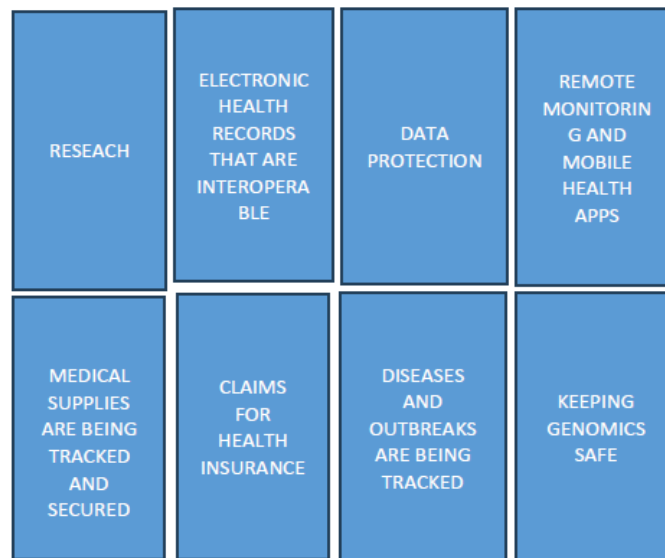 RESEACH
ELECTRONIC
HEALTH
RECORDS
THAT ARE
INTEROPERA
BLE
DATA
PROTECTION
REMOTE
MONITORIN
G AND
MOBILE
HEALTH
APPS
MEDICAL
SUPPLIES
ARE BEING
TRACKED
AND
SECURED
CLAIMS
FOR
HEALTH
INSURANCE
DISEASES
AND
OUTBREAKS
ARE BEING
TRACKED
KEEPING
GENOMICS
SAFE